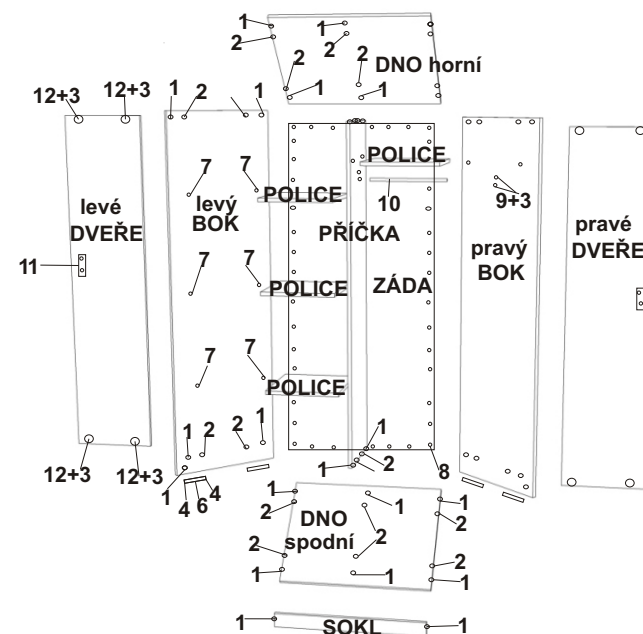 1 1
2 2
2
DNO horní
2
1 1
12+3 12+3 1 2 1
POLICE
7 7
POLICE
10
9+3
levé
DVEŘE
levý
BOK
PŘÍČKA
pravý
BOK
pravé
DVEŘE
11
7 7
POLICE
ZÁDA
7 7
POLICE
1 2 2 1
1
2
1
8
12+3 12+3
1
4 6 4
1 1 1
2 2
DNO
spodní
2
2 2
1 1 1
1 SOKL 1